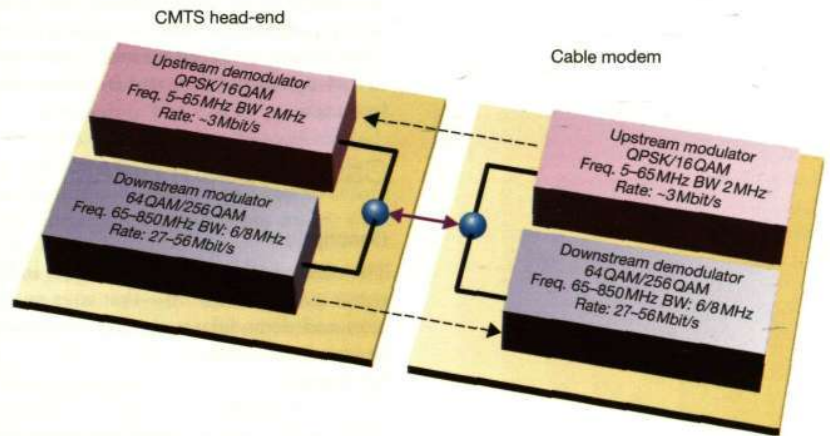 CMTS head-end
Upstream demodulator
QPSK/16QAM
Freq. 5–65MHz BW 2MHz
Rate: ~3Mbit/s
Downstream modulator
64QAM/256QAM
Freq. 65–850MHz BW: 6/8MHz
Rate: 27–56Mbit/s
Cable modem
Upstream modulator
QPSK/16QAM
Freq. 5–65MHz BW 2MHz
Rate: ~3Mbit/s
Downstream demodulator
64QAM/256QAM
Freq. 65–850MHz BW: 6/8MHz
Rate: 27–56Mbit/s